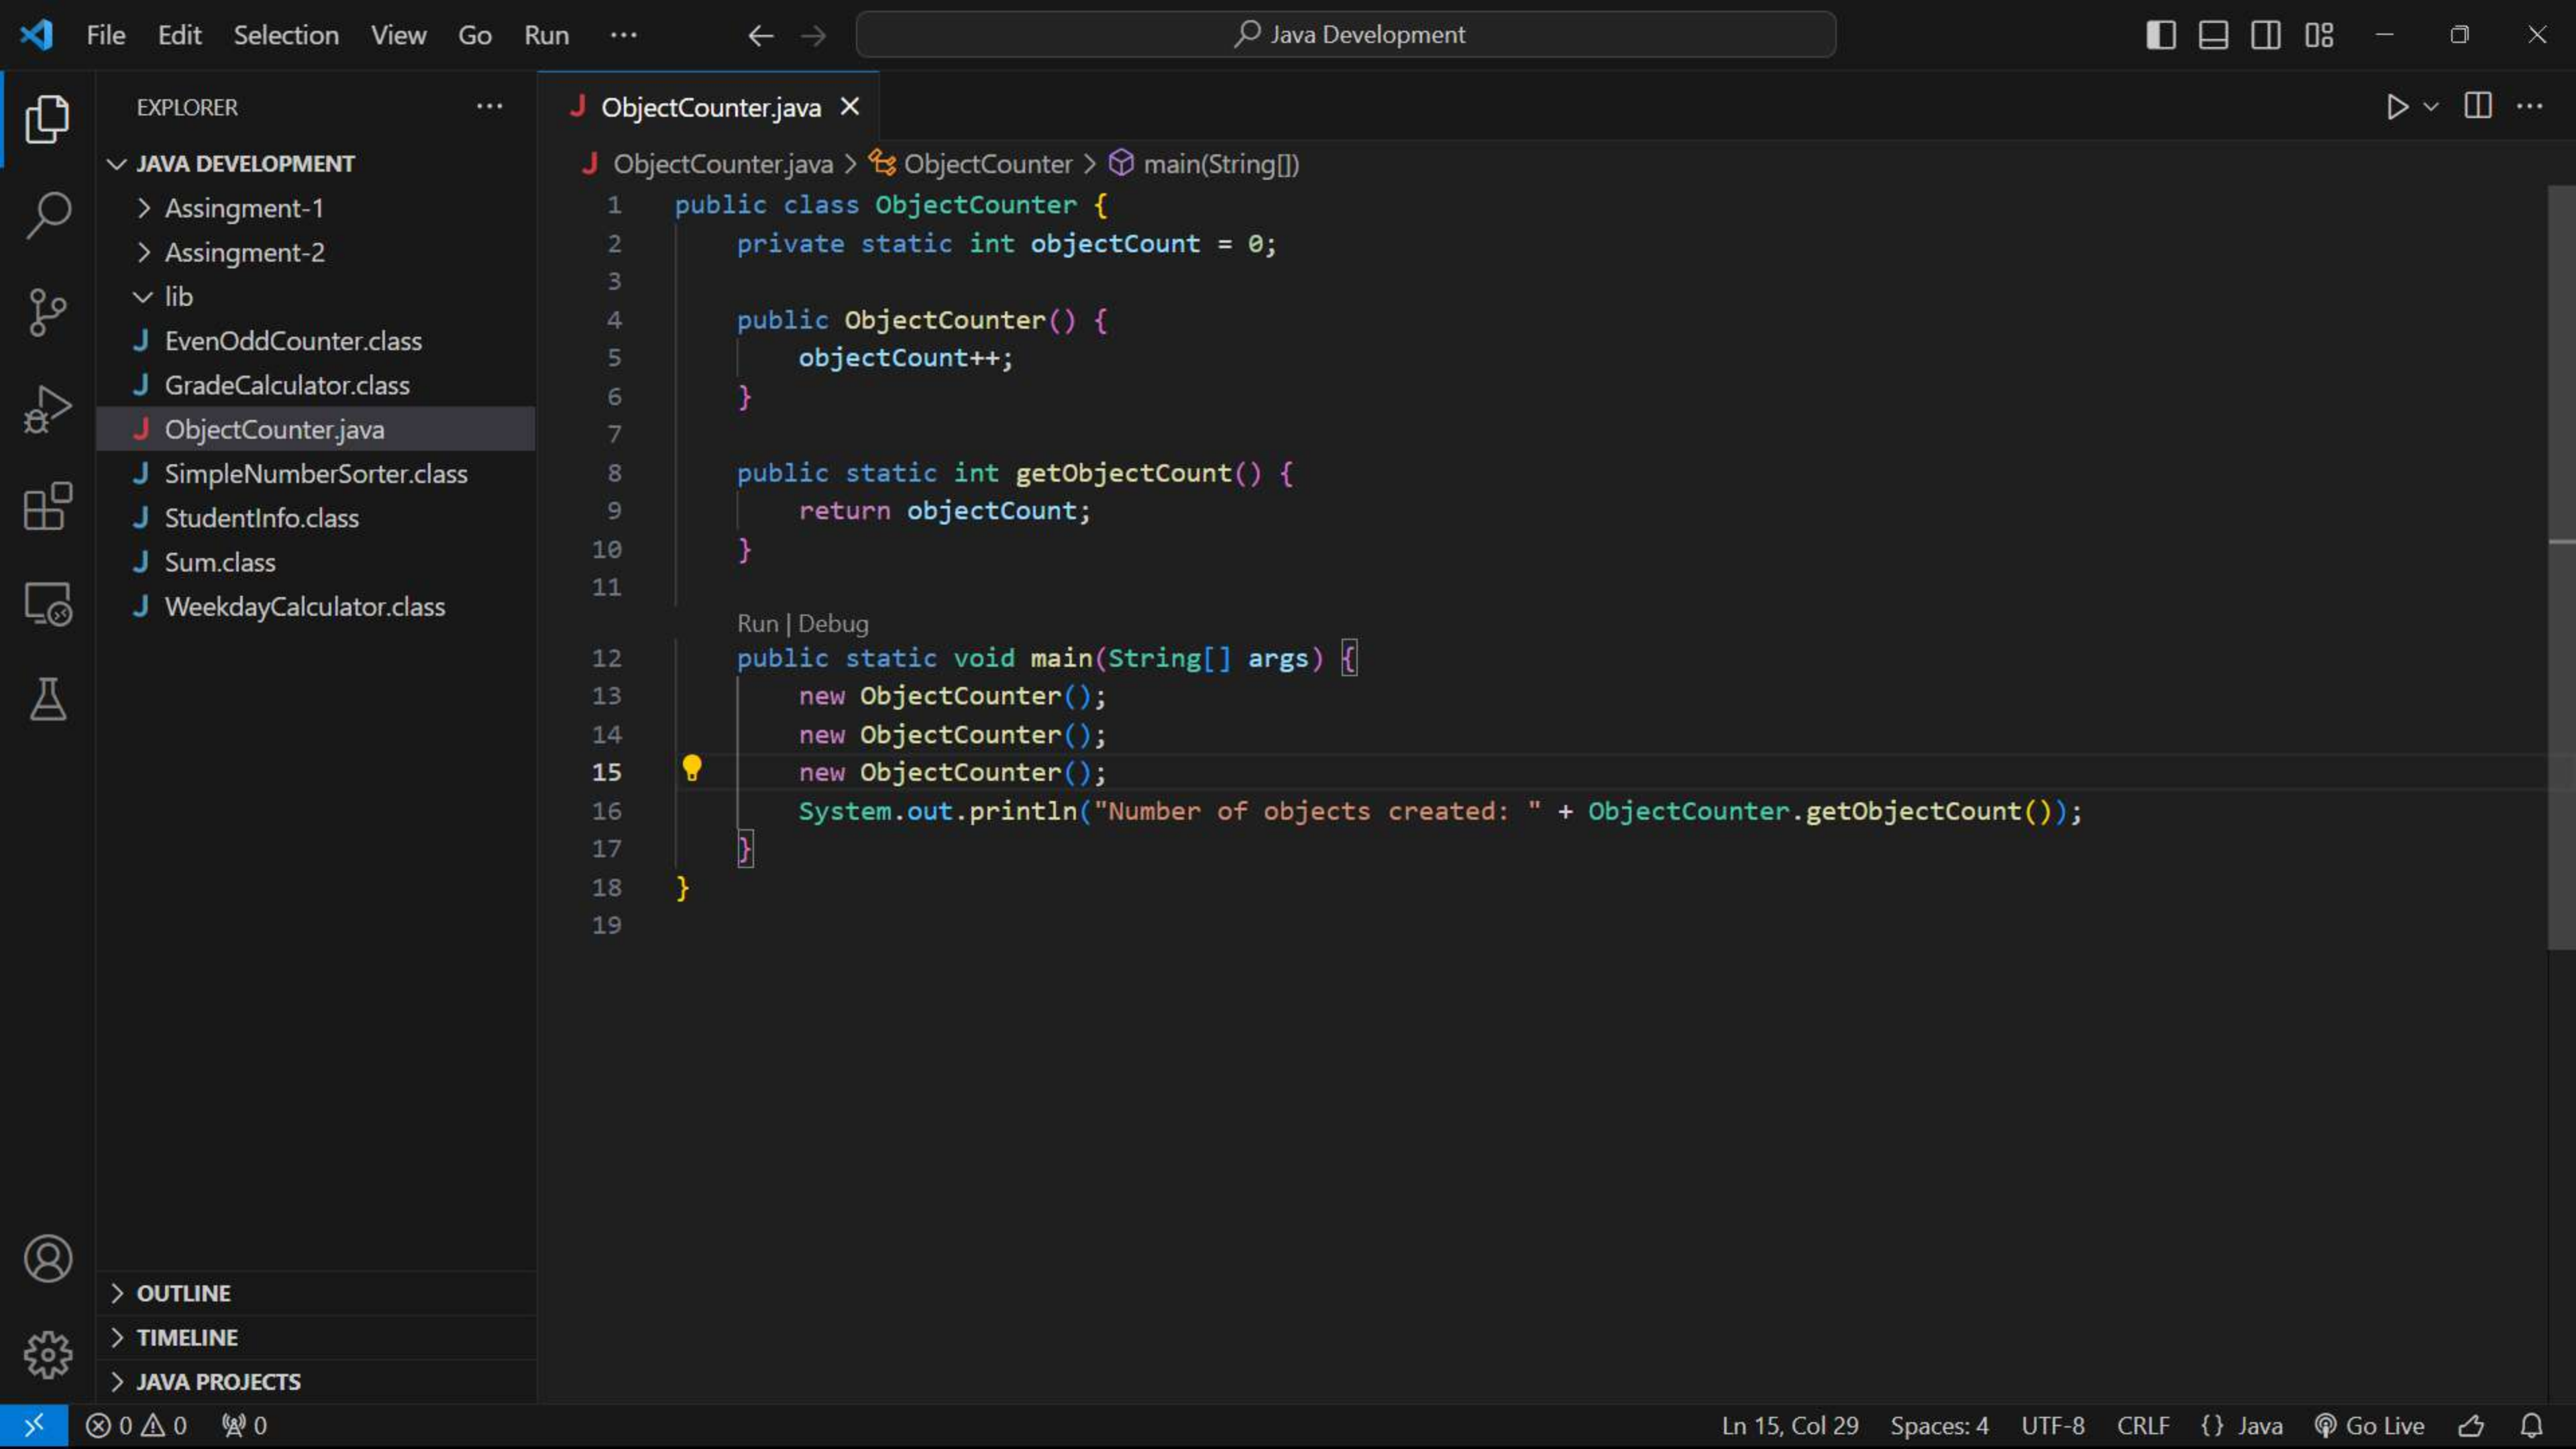 File Edit Selection View Go Run ··· Java Development
EXPLORER ···
JAVA DEVELOPMENT
Assingment-1
Assingment-2
lib
J EvenOddCounter.class
J GradeCalculator.class
J ObjectCounter.java
J SimpleNumberSorter.class
J StudentInfo.class
J Sum.class
J WeekdayCalculator.class
OUTLINE
TIMELINE
JAVA PROJECTS
J ObjectCounter.java
J ObjectCounter.java > ObjectCounter > main(String[])
1 public class ObjectCounter {
2 private static int objectCount = 0;
3
4 public ObjectCounter() {
5 objectCount++;
6 }
7
8 public static int getObjectCount() {
9 return objectCount;
10 }
11
Run | Debug
12 public static void main(String[] args) {
13 new ObjectCounter();
14 new ObjectCounter();
15 new ObjectCounter();
16 System.out.println("Number of objects created: " + ObjectCounter.getObjectCount());
17 }
18 }
19
0 0 0 Ln 15, Col 29 Spaces: 4 UTF-8 CRLF {} Java Go Live